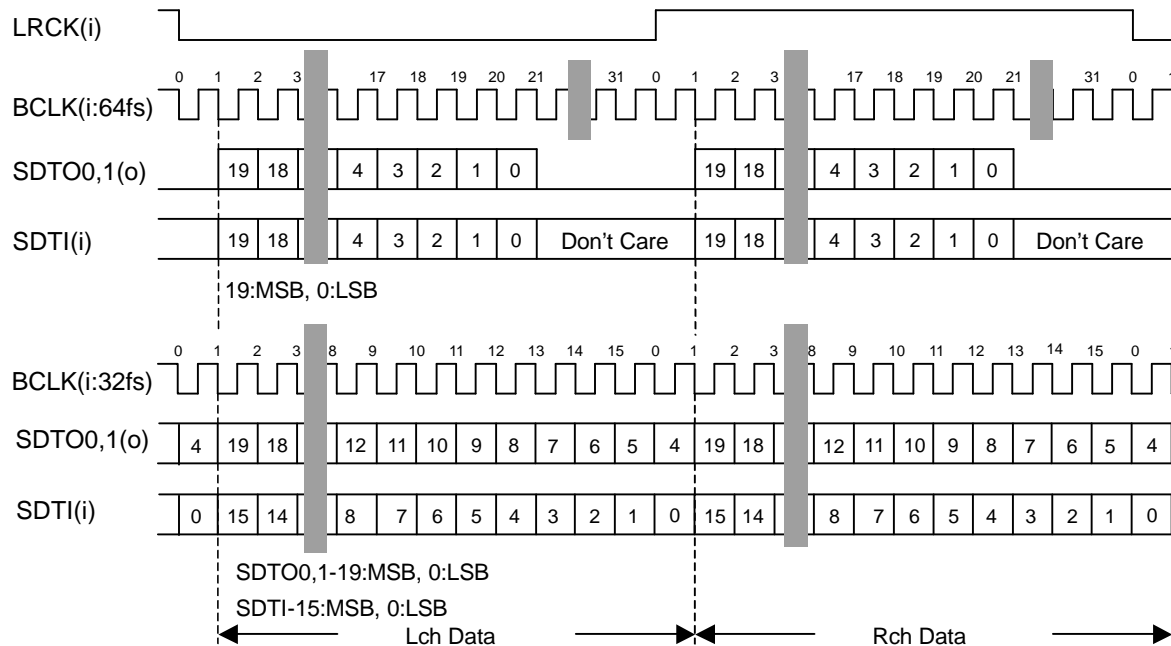 LRCK(i)
0 1 2 3 17 18 19 20 21 31 0 1 2 3 17 18 19 20 21 31 0 1
BCLK(i:64fs)
SDTO0,1(o) 19 18 4 3 2 1 0 19 18 4 3 2 1 0
SDTI(i) 19 18 4 3 2 1 0 Don't Care 19 18 4 3 2 1 0 Don't Care
19:MSB, 0:LSB
0 1 2 3 8 9 10 11 12 13 14 15 0 1 2 3 8 9 10 11 12 13 14 15 0 1
BCLK(i:32fs)
SDTO0,1(o) 4 19 18 12 11 10 9 8 7 6 5 4 19 18 12 11 10 9 8 7 6 5 4
SDTI(i) 0 15 14 8 7 6 5 4 3 2 1 0 15 14 8 7 6 5 4 3 2 1 0
SDTO0,1-19:MSB, 0:LSB
SDTI-15:MSB, 0:LSB
Lch Data Rch Data